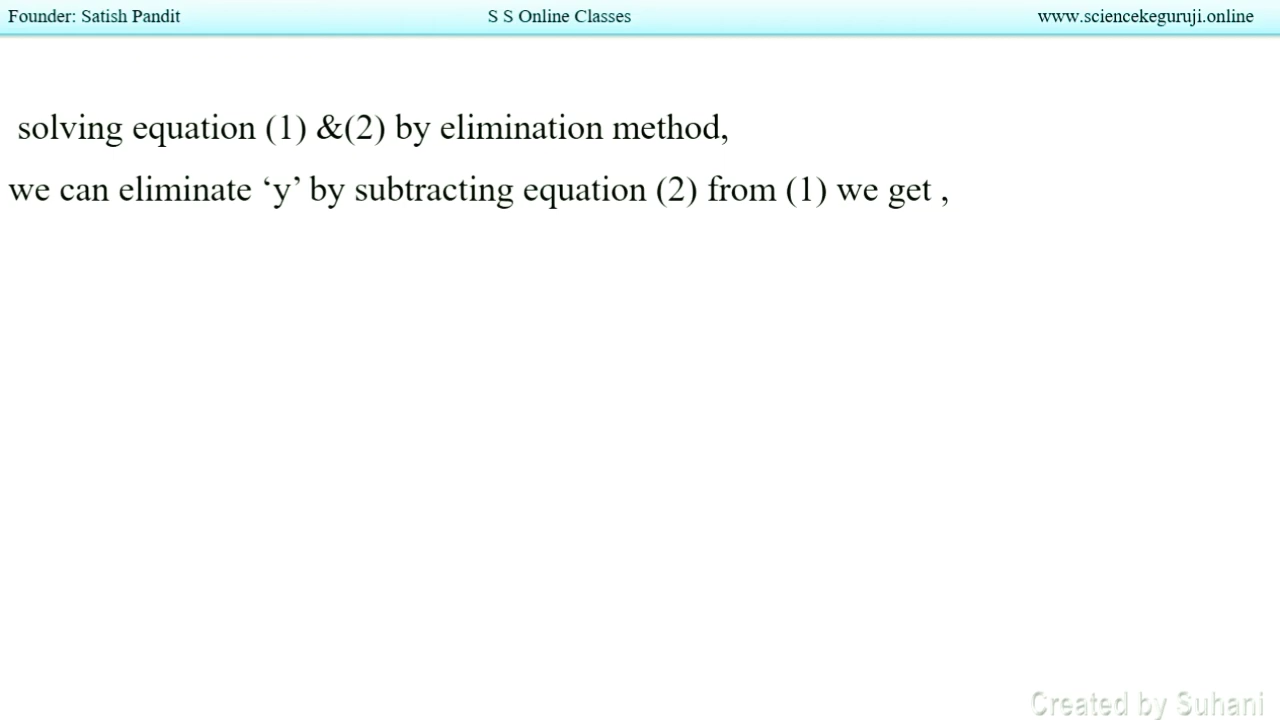 Founder: Satish Pandit S S Online Classes www.sciencekeguruji.online
solving equation (1) &(2) by elimination method,
we can eliminate ‘y’ by subtracting equation (2) from (1) we get ,
Created by Suhani